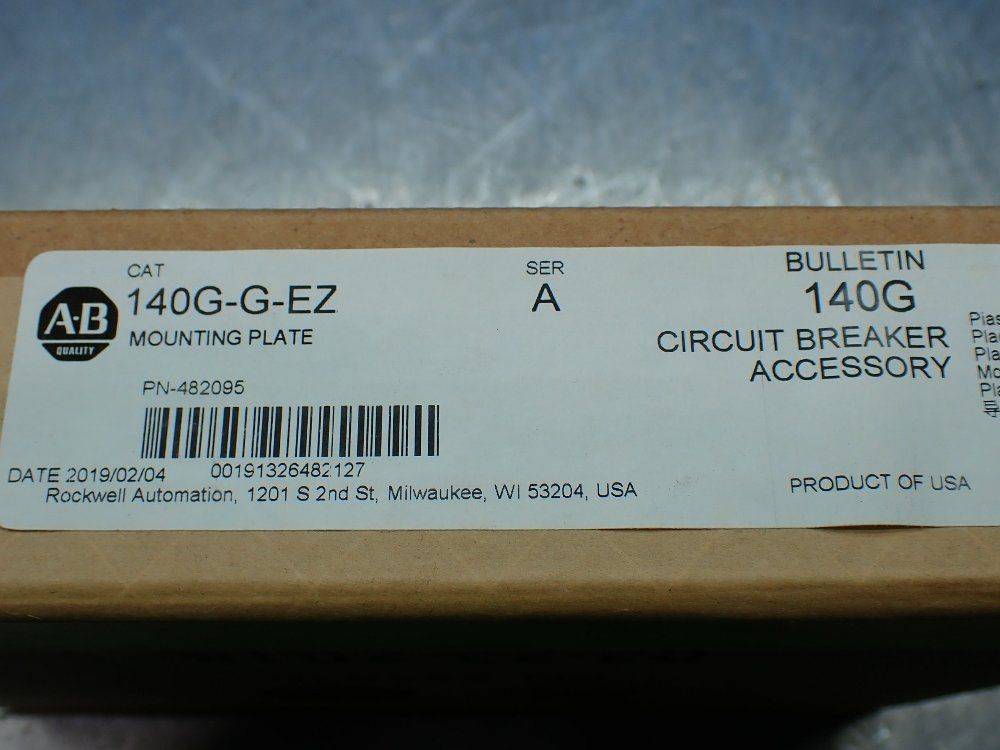 CAT
140G-G-EZ
MOUNTING PLATE
A-B
QUALITY
SER
A
BULLETIN
140G
CIRCUIT BREAKER
ACCESSORY
PN-482095
DATE 2019/02/04
00191326482127
Rockwell Automation, 1201 S 2nd St, Milwaukee, WI 53204, USA
PRODUCT OF USA